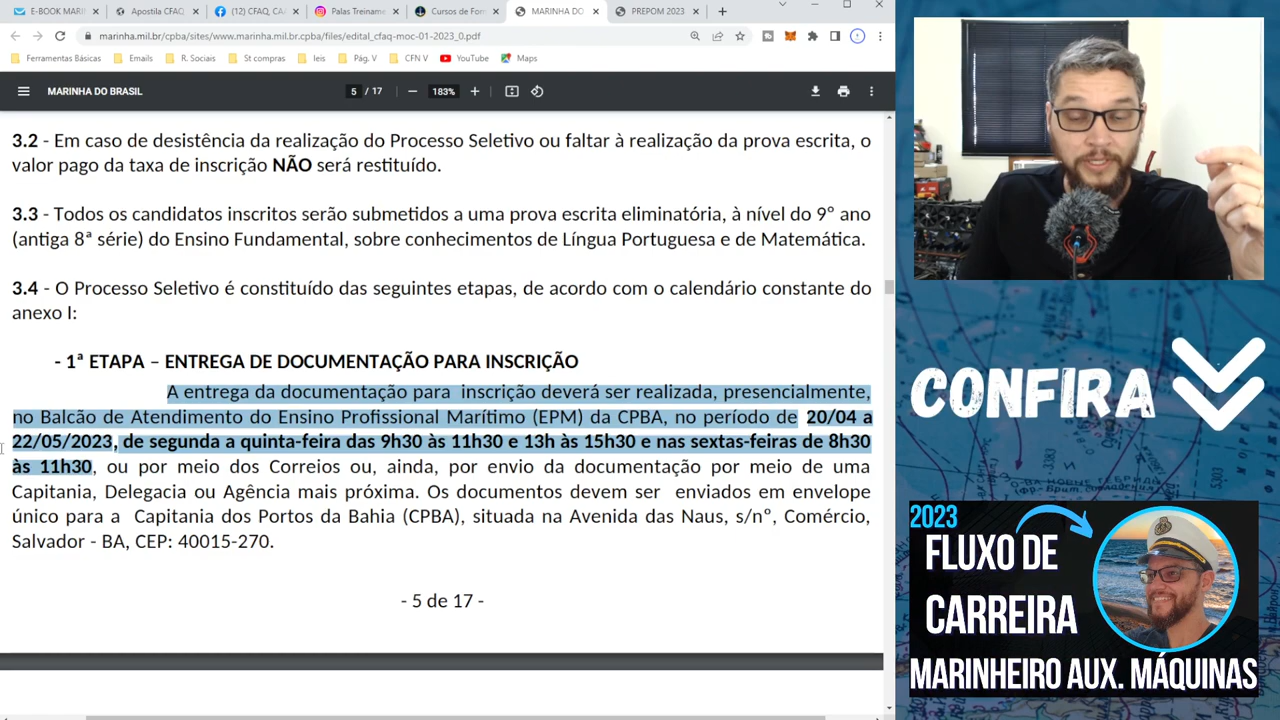 E-BOOK MARI
Apostila CFAQ
(12) CFAQ, CAA
Palas Treiname
Cursos de For
MARINHA DO
PREPOM 2023
marinha.mil.br/cpba/sites/www.marinha.mil.br.cpba/files/edital_cfaq-moc-01-2023_0.pdf
Ferramentas Básicas
Emails
R. Sociais
St compras
leis
Pág. V
CFN V
YouTube
Maps
MARINHA DO BRASIL
5 / 17
183%
3.2 - Em caso de desistência da realização do Processo Seletivo ou faltar à realização da prova escrita, o
valor pago da taxa de inscrição NÃO será restituído.
3.3 - Todos os candidatos inscritos serão submetidos a uma prova escrita eliminatória, à nível do 9º ano
(antiga 8ª série) do Ensino Fundamental, sobre conhecimentos de Língua Portuguesa e de Matemática.
3.4 - O Processo Seletivo é constituído das seguintes etapas, de acordo com o calendário constante do
anexo I:
- 1ª ETAPA – ENTREGA DE DOCUMENTAÇÃO PARA INSCRIÇÃO
A entrega da documentação para inscrição deverá ser realizada, presencialmente,
no Balcão de Atendimento do Ensino Profissional Marítimo (EPM) da CPBA, no período de 20/04 a
22/05/2023, de segunda a quinta-feira das 9h30 às 11h30 e 13h às 15h30 e nas sextas-feiras de 8h30
às 11h30, ou por meio dos Correios ou, ainda, por envio da documentação por meio de uma
Capitania, Delegacia ou Agência mais próxima. Os documentos devem ser enviados em envelope
único para a Capitania dos Portos da Bahia (CPBA), situada na Avenida das Naus, s/nº, Comércio,
Salvador - BA, CEP: 40015-270.
- 5 de 17 -
CONFIRA
2023
FLUXO DE
CARREIRA
MARINHEIRO AUX. MÁQUINAS